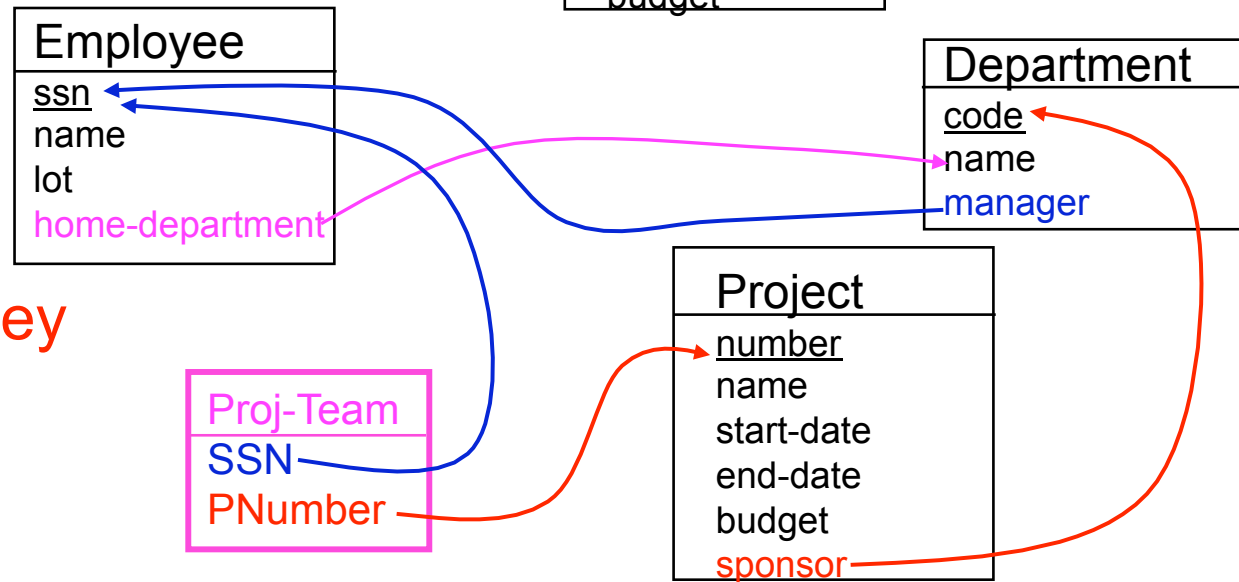 budget
Employee
ssn
name
lot
home-department
Department
code
name
manager
ey
Proj-Team
SSN
PNumber
Project
number
name
start-date
end-date
budget
sponsor